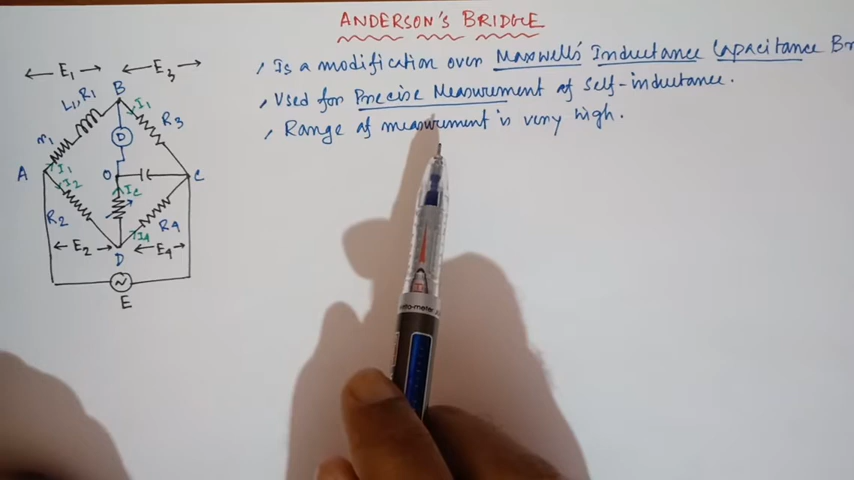 ANDERSON'S BRIDGE
Is a modification over Maxwell's Inductance Capacitance Br
Used for Precise Measurement of Self-inductance.
Range of measurement is very high.
E1 E3
B
L1,R1 I1
R3
r1 D
A I1 O C
I2 Ic
R2 R4
I4
E2 E4
D
E